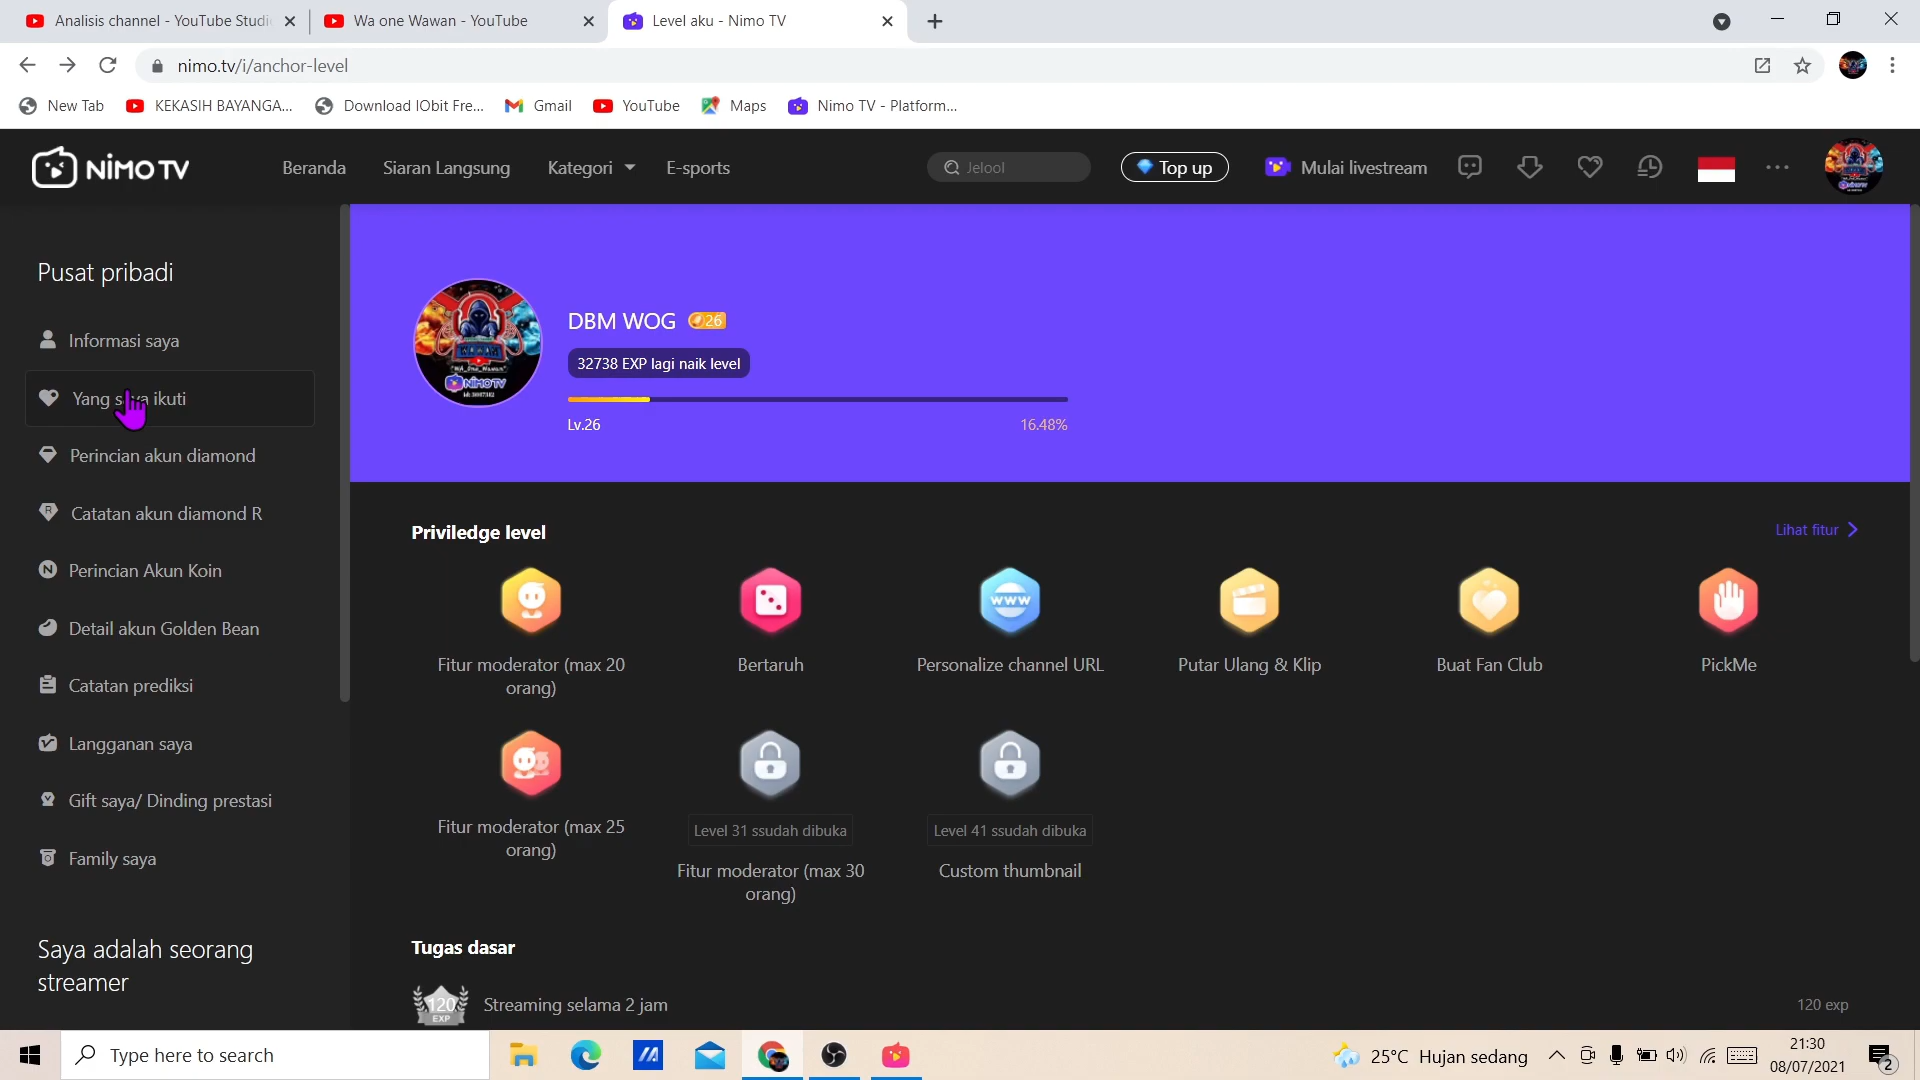 Analisis channel - YouTube Studi
Wa one Wawan - YouTube
Level aku - Nimo TV
nimo.tv/i/anchor-level
New Tab
KEKASIH BAYANGA...
Download IObit Fre...
Gmail
YouTube
Maps
Nimo TV - Platform...
NIMO TV
Beranda
Siaran Langsung
Kategori
E-sports
Jelool
Top up
Mulai livestream
Pusat pribadi
Informasi saya
Yang saya ikuti
Perincian akun diamond
Catatan akun diamond R
Perincian Akun Koin
Detail akun Golden Bean
Catatan prediksi
Langganan saya
Gift saya/ Dinding prestasi
Family saya
Saya adalah seorang
streamer
DBM WOG
26
32738 EXP lagi naik level
Lv.26
16.48%
NIMOTV
Priviledge level
Lihat fitur
www
Fitur moderator (max 20
orang)
Bertaruh
Personalize channel URL
Putar Ulang & Klip
Buat Fan Club
PickMe
Fitur moderator (max 25
orang)
Level 31 ssudah dibuka
Fitur moderator (max 30
orang)
Level 41 ssudah dibuka
Custom thumbnail
Tugas dasar
120
EXP
Streaming selama 2 jam
120 exp
Type here to search
25°C Hujan sedang
21:30
08/07/2021
2